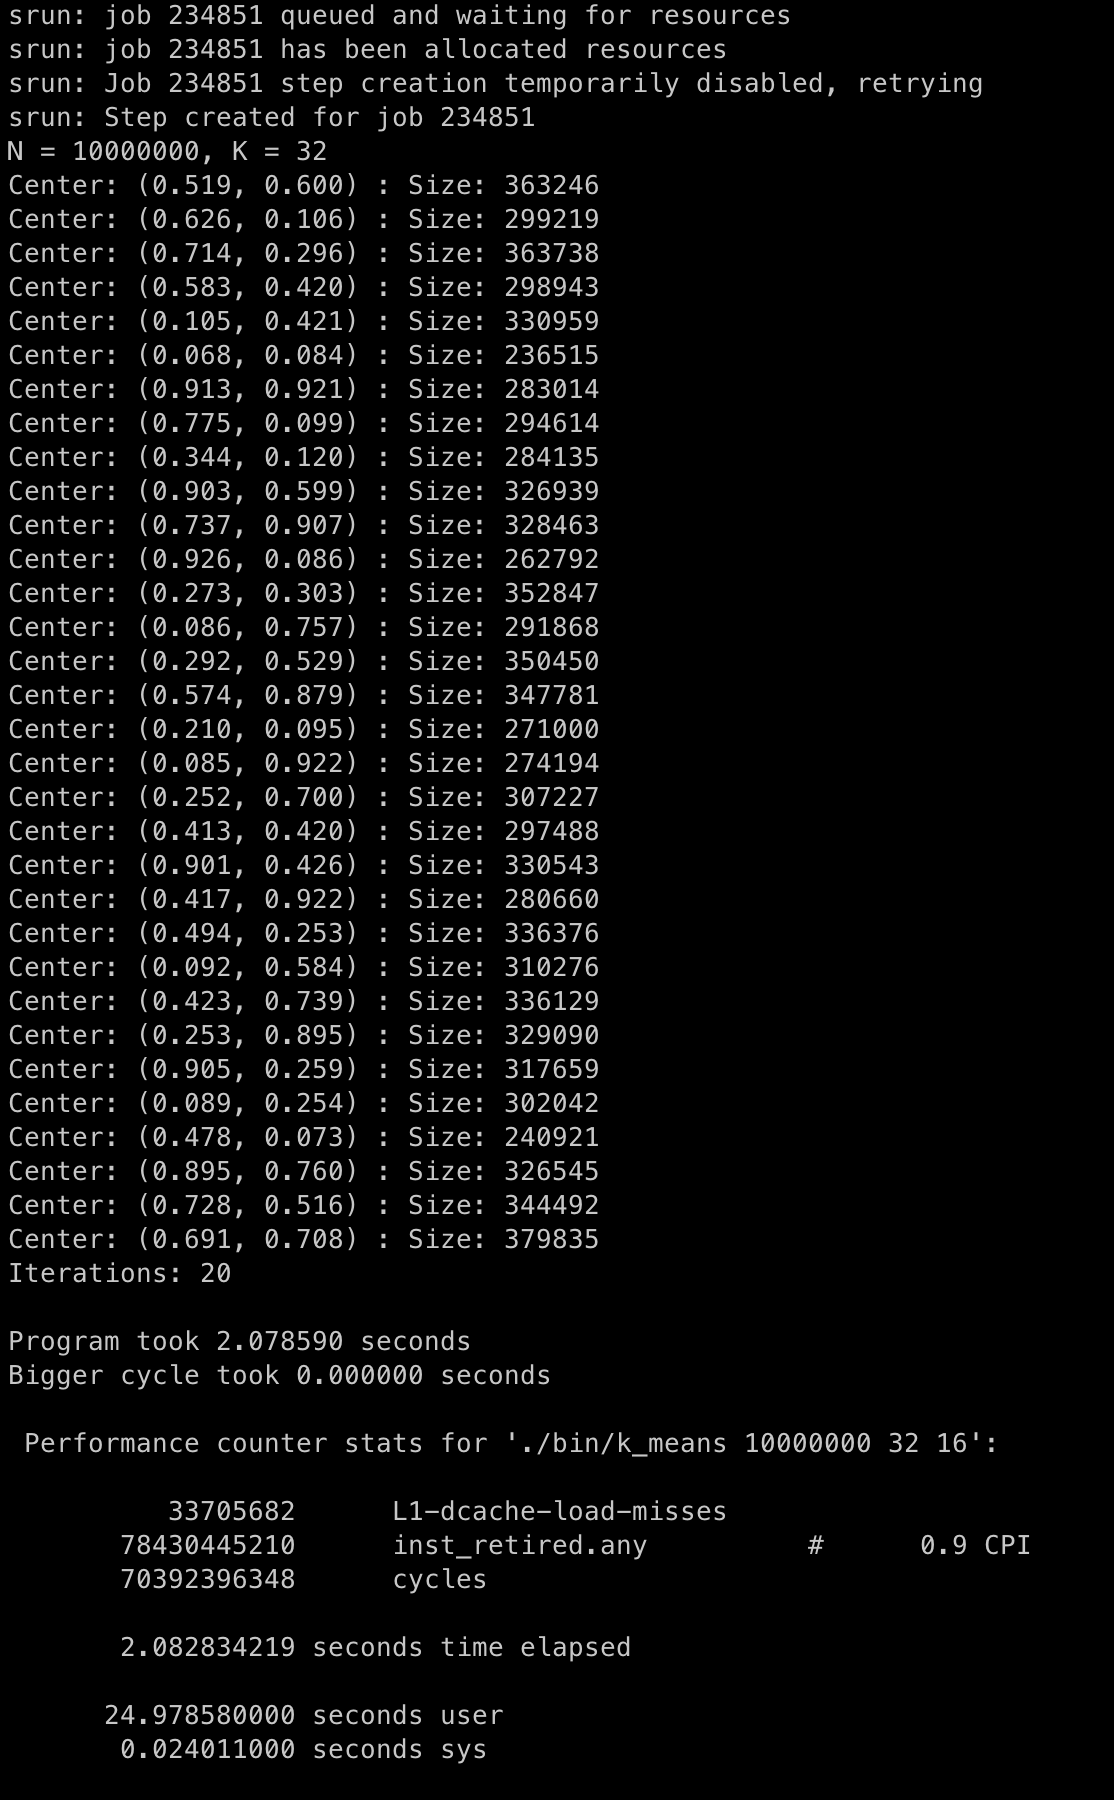 srun: job 234851 queued and waiting for resources
srun: job 234851 has been allocated resources
srun: Job 234851 step creation temporarily disabled, retrying
srun: Step created for job 234851
N = 10000000, K = 32
Center: (0.519, 0.600) : Size: 363246
Center: (0.626, 0.106) : Size: 299219
Center: (0.714, 0.296) : Size: 363738
Center: (0.583, 0.420) : Size: 298943
Center: (0.105, 0.421) : Size: 330959
Center: (0.068, 0.084) : Size: 236515
Center: (0.913, 0.921) : Size: 283014
Center: (0.775, 0.099) : Size: 294614
Center: (0.344, 0.120) : Size: 284135
Center: (0.903, 0.599) : Size: 326939
Center: (0.737, 0.907) : Size: 328463
Center: (0.926, 0.086) : Size: 262792
Center: (0.273, 0.303) : Size: 352847
Center: (0.086, 0.757) : Size: 291868
Center: (0.292, 0.529) : Size: 350450
Center: (0.574, 0.879) : Size: 347781
Center: (0.210, 0.095) : Size: 271000
Center: (0.085, 0.922) : Size: 274194
Center: (0.252, 0.700) : Size: 307227
Center: (0.413, 0.420) : Size: 297488
Center: (0.901, 0.426) : Size: 330543
Center: (0.417, 0.922) : Size: 280660
Center: (0.494, 0.253) : Size: 336376
Center: (0.092, 0.584) : Size: 310276
Center: (0.423, 0.739) : Size: 336129
Center: (0.253, 0.895) : Size: 329090
Center: (0.905, 0.259) : Size: 317659
Center: (0.089, 0.254) : Size: 302042
Center: (0.478, 0.073) : Size: 240921
Center: (0.895, 0.760) : Size: 326545
Center: (0.728, 0.516) : Size: 344492
Center: (0.691, 0.708) : Size: 379835
Iterations: 20
Program took 2.078590 seconds
Bigger cycle took 0.000000 seconds
Performance counter stats for './bin/k_means 10000000 32 16':
33705682 L1-dcache-load-misses
78430445210 inst_retired.any # 0.9 CPI
70392396348 cycles
2.082834219 seconds time elapsed
24.978580000 seconds user
0.024011000 seconds sys